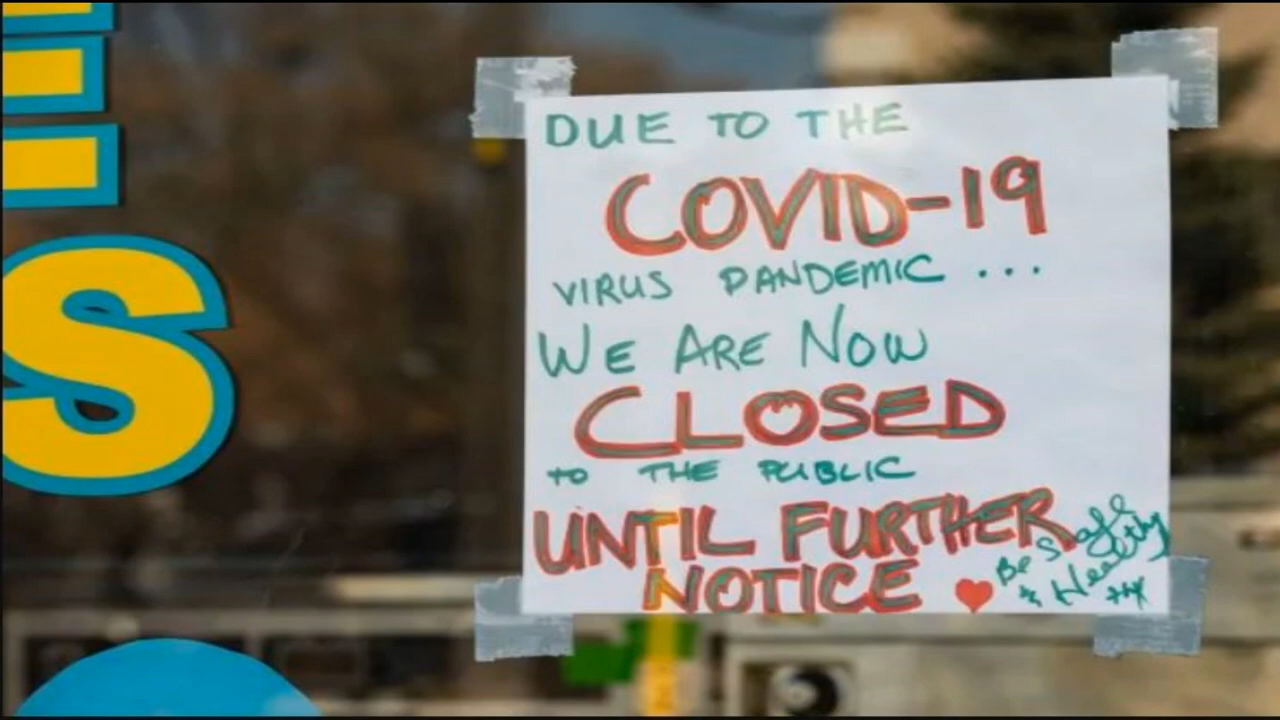 S
DUE TO THE
COVID-19
VIRUS PANDEMIC...
WE ARE NOW
CLOSED
TO THE PUBLIC
UNTIL FURTHER
NOTICE
Be Safe
& Healthy
thx